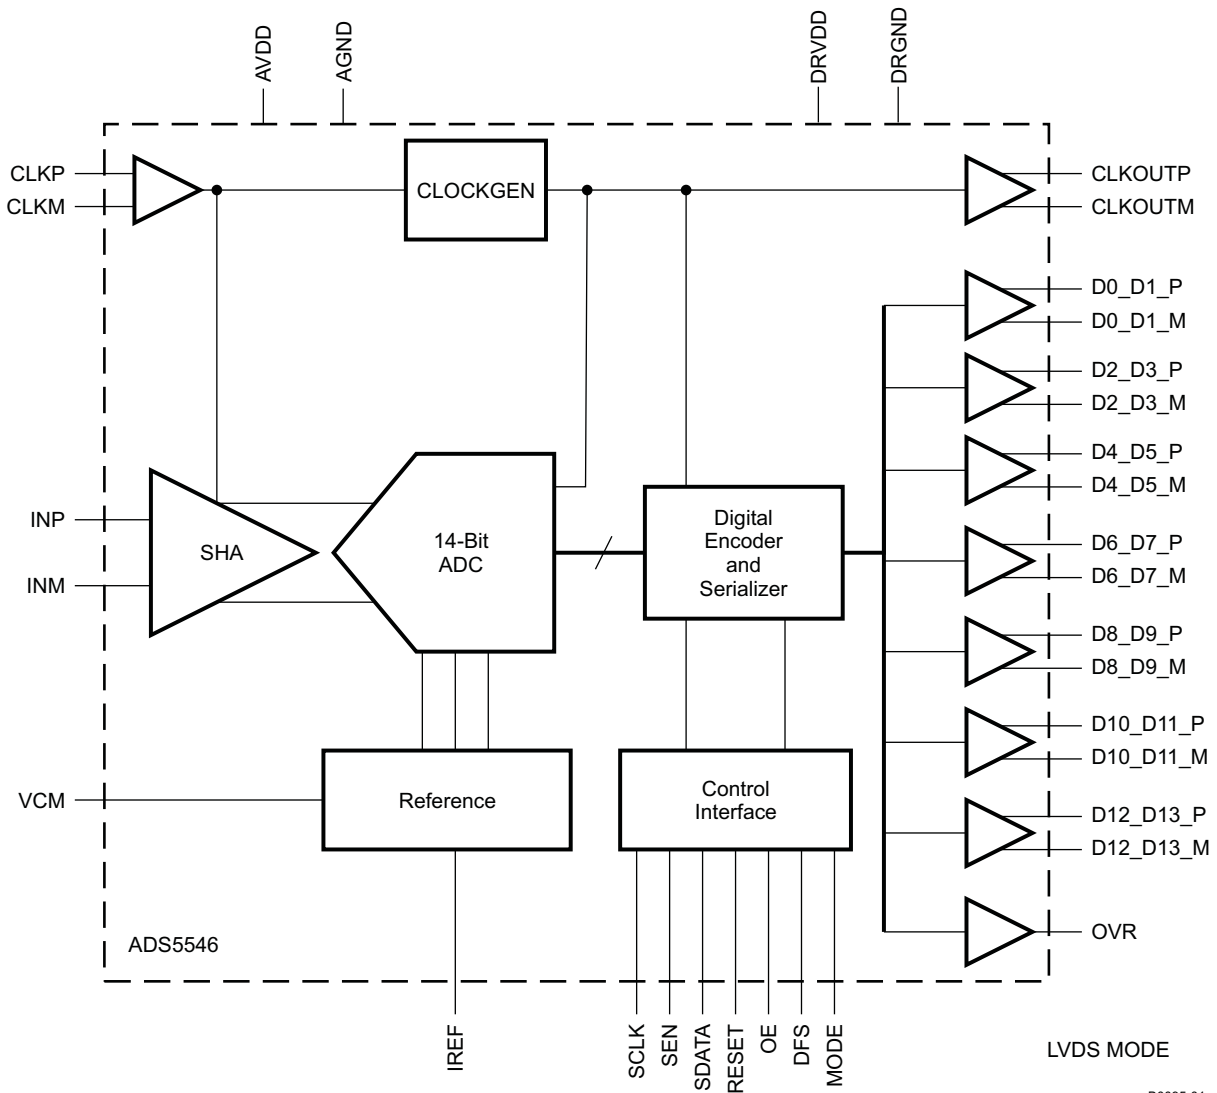 AVDD
AGND
DRVDD
DRGND
CLKP
CLKM
CLOCKGEN
CLKOUTP
CLKOUTM
D0_D1_P
D0_D1_M
D2_D3_P
D2_D3_M
D4_D5_P
D4_D5_M
INP
INM
SHA
14-Bit
ADC
Digital
Encoder
and
Serializer
D6_D7_P
D6_D7_M
D8_D9_P
D8_D9_M
D10_D11_P
D10_D11_M
VCM
Reference
Control
Interface
D12_D13_P
D12_D13_M
OVR
ADS5546
IREF
SCLK
SEN
SDATA
RESET
OE
DFS
MODE
LVDS MODE